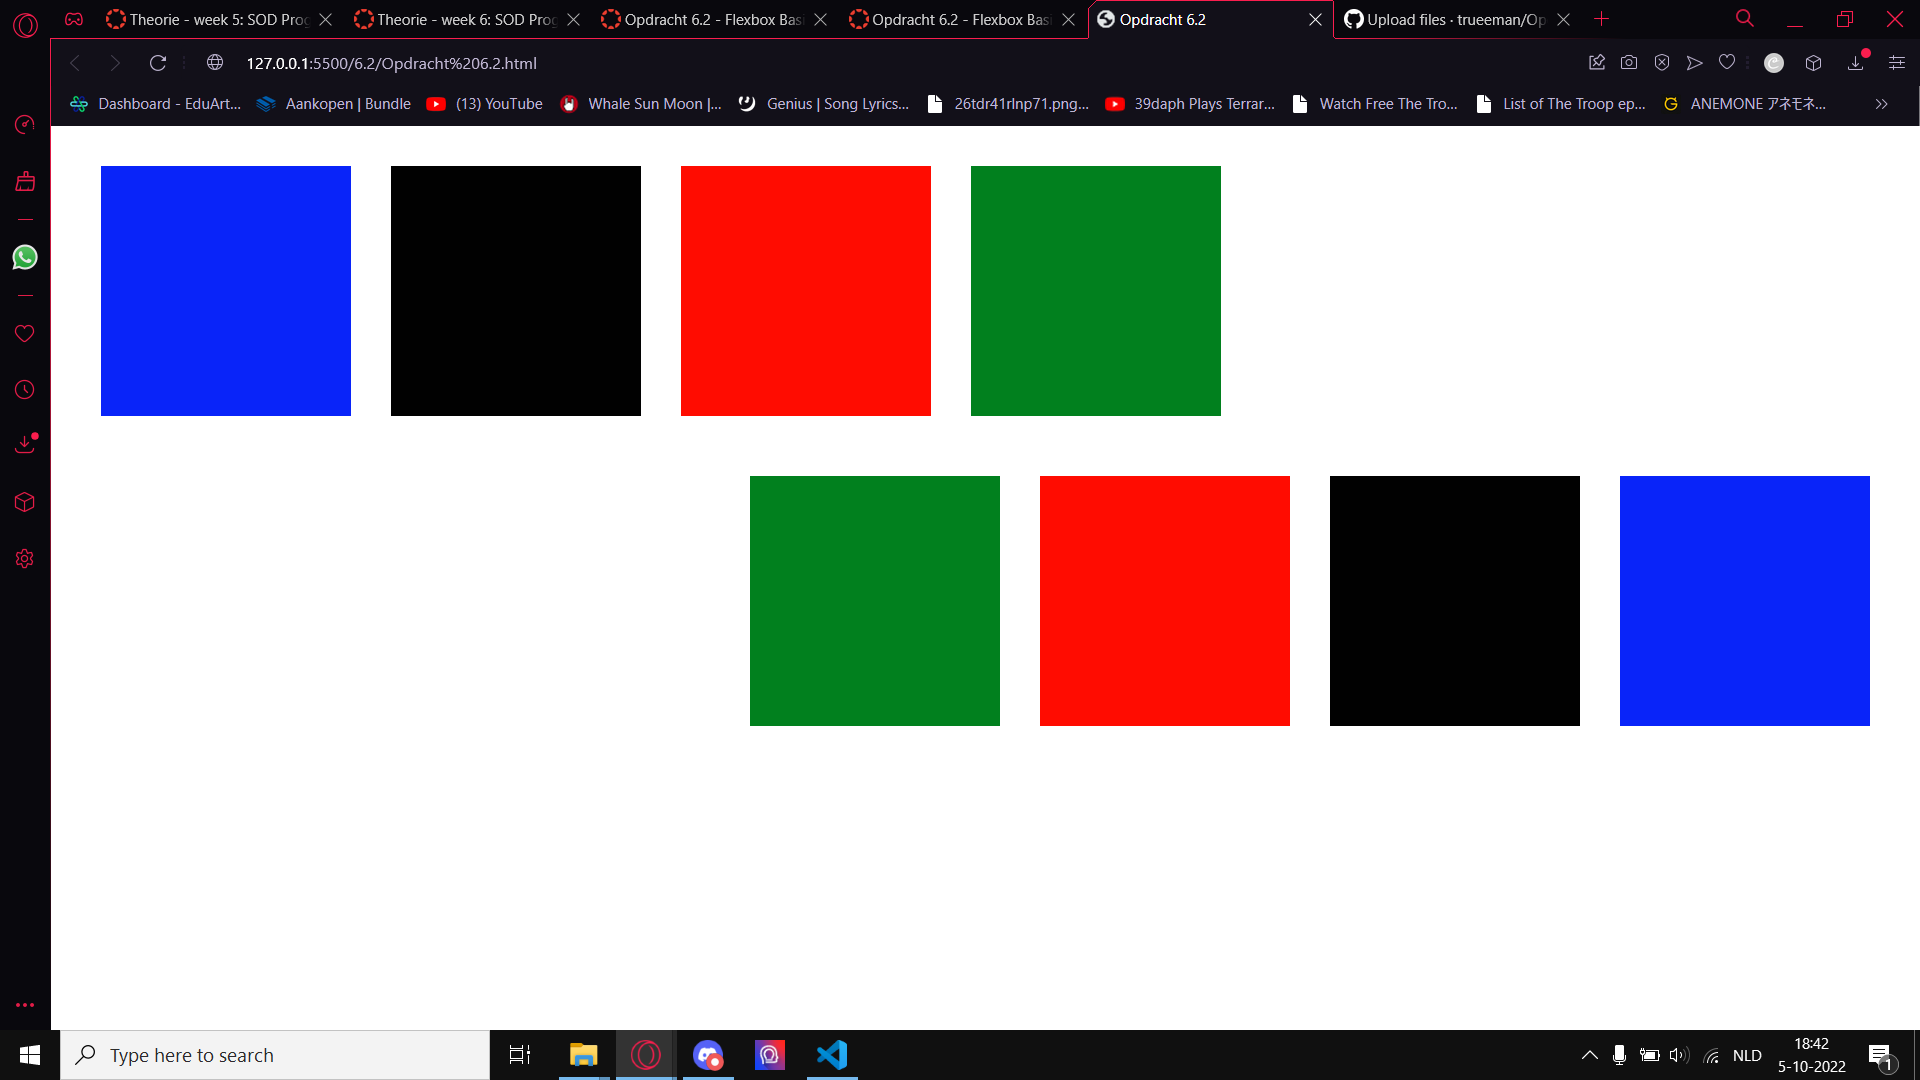 Theorie - week 5: SOD Prog
Theorie - week 6: SOD Prog
Opdracht 6.2 - Flexbox Basi
Opdracht 6.2 - Flexbox Basi
Opdracht 6.2
Upload files · trueeman/Op
127.0.0.1:5500/6.2/Opdracht%206.2.html
Dashboard - EduArt...
Aankopen | Bundle
(13) YouTube
Whale Sun Moon |...
Genius | Song Lyrics...
26tdr41rlnp71.png...
39daph Plays Terrar...
Watch Free The Tro...
List of The Troop ep...
ANEMONE アネモネ...
Type here to search
NLD
18:42
5-10-2022
1